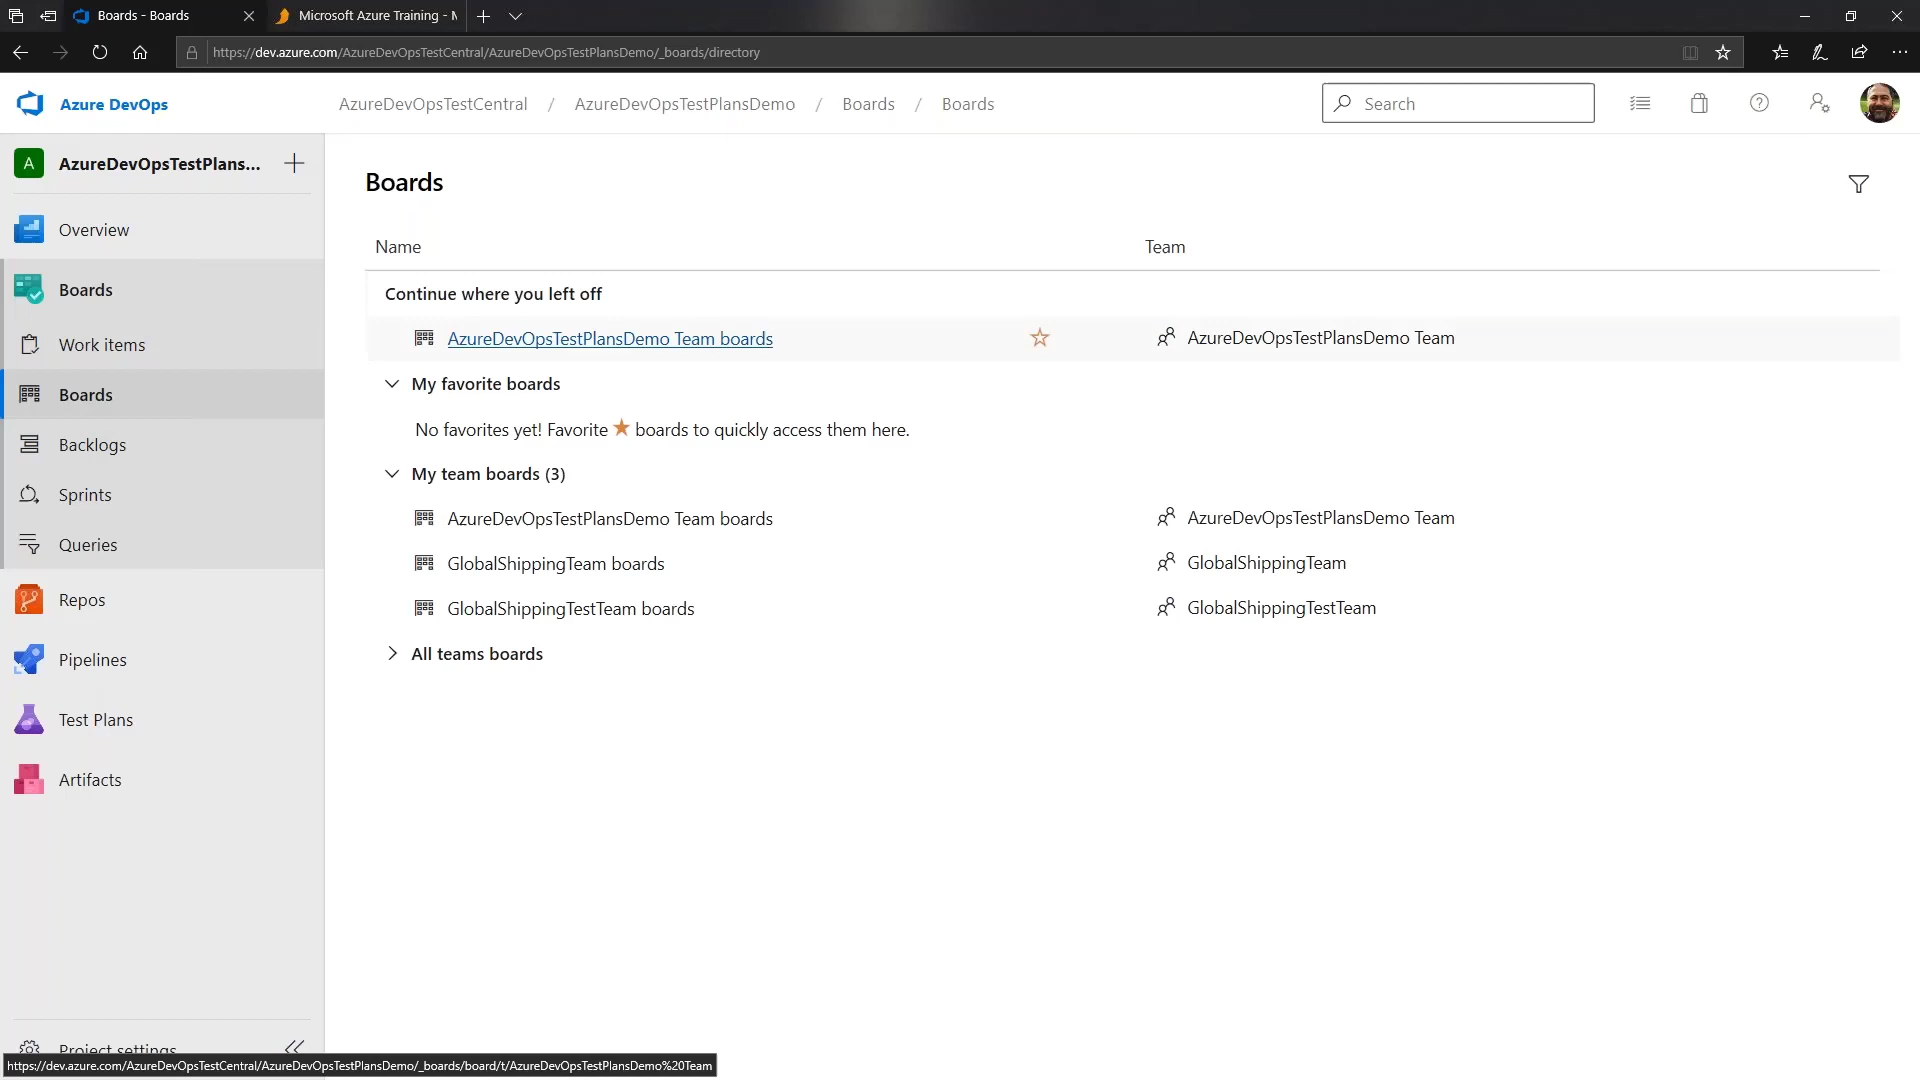 Boards - Boards
Microsoft Azure Training - M
https://dev.azure.com/AzureDevOpsTestCentral/AzureDevOpsTestPlansDemo/_boards/directory
Azure DevOps
AzureDevOpsTestCentral / AzureDevOpsTestPlansDemo / Boards / Boards
Search
A
AzureDevOpsTestPlans...
Overview
Boards
Work items
Boards
Backlogs
Sprints
Queries
Repos
Pipelines
Test Plans
Artifacts
Project settings
Boards
Name
Team
Continue where you left off
AzureDevOpsTestPlansDemo Team boards
AzureDevOpsTestPlansDemo Team
My favorite boards
No favorites yet! Favorite ★ boards to quickly access them here.
My team boards (3)
AzureDevOpsTestPlansDemo Team boards
AzureDevOpsTestPlansDemo Team
GlobalShippingTeam boards
GlobalShippingTeam
GlobalShippingTestTeam boards
GlobalShippingTestTeam
All teams boards
https://dev.azure.com/AzureDevOpsTestCentral/AzureDevOpsTestPlansDemo/_boards/board/t/AzureDevOpsTestPlansDemo%20Team